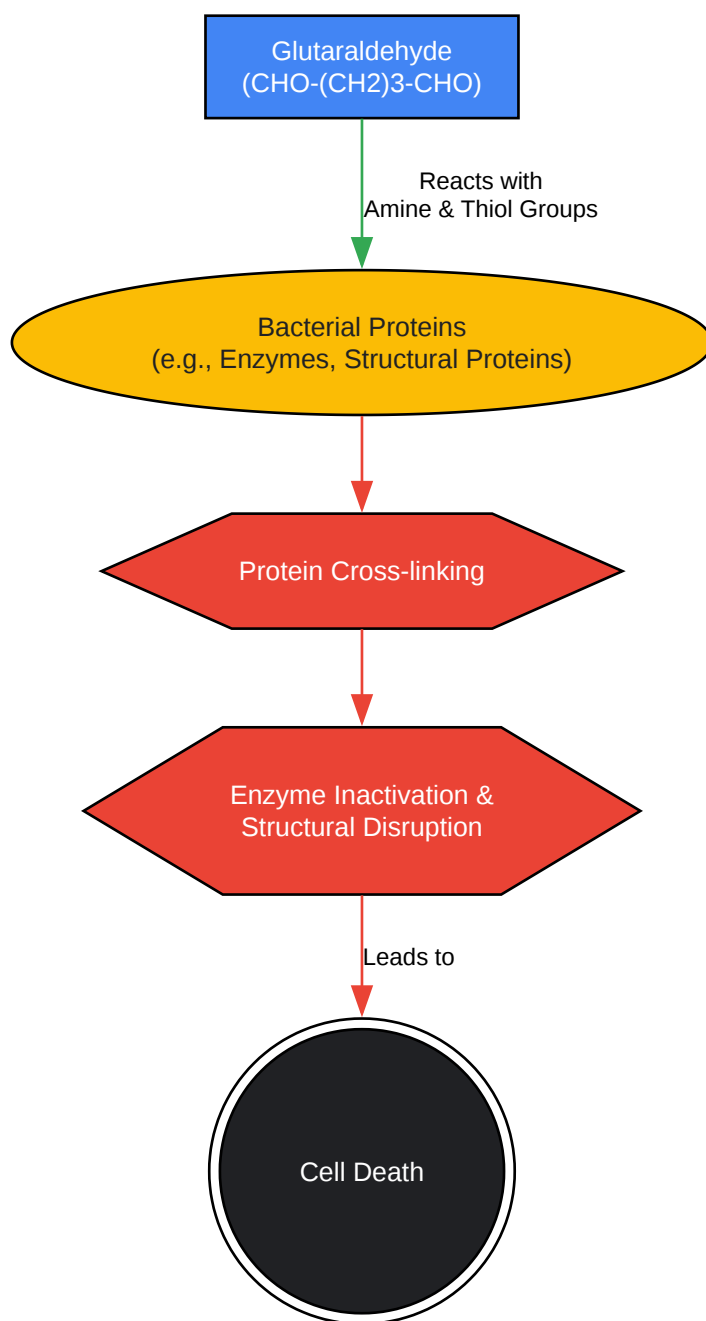 Glutaraldehyde
(CHO-(CH2)3-CHO)
Reacts with
Amine & Thiol Groups
Bacterial Proteins
(e.g., Enzymes, Structural Proteins)
Protein Cross-linking
Enzyme Inactivation &
Structural Disruption
Leads to
Cell Death